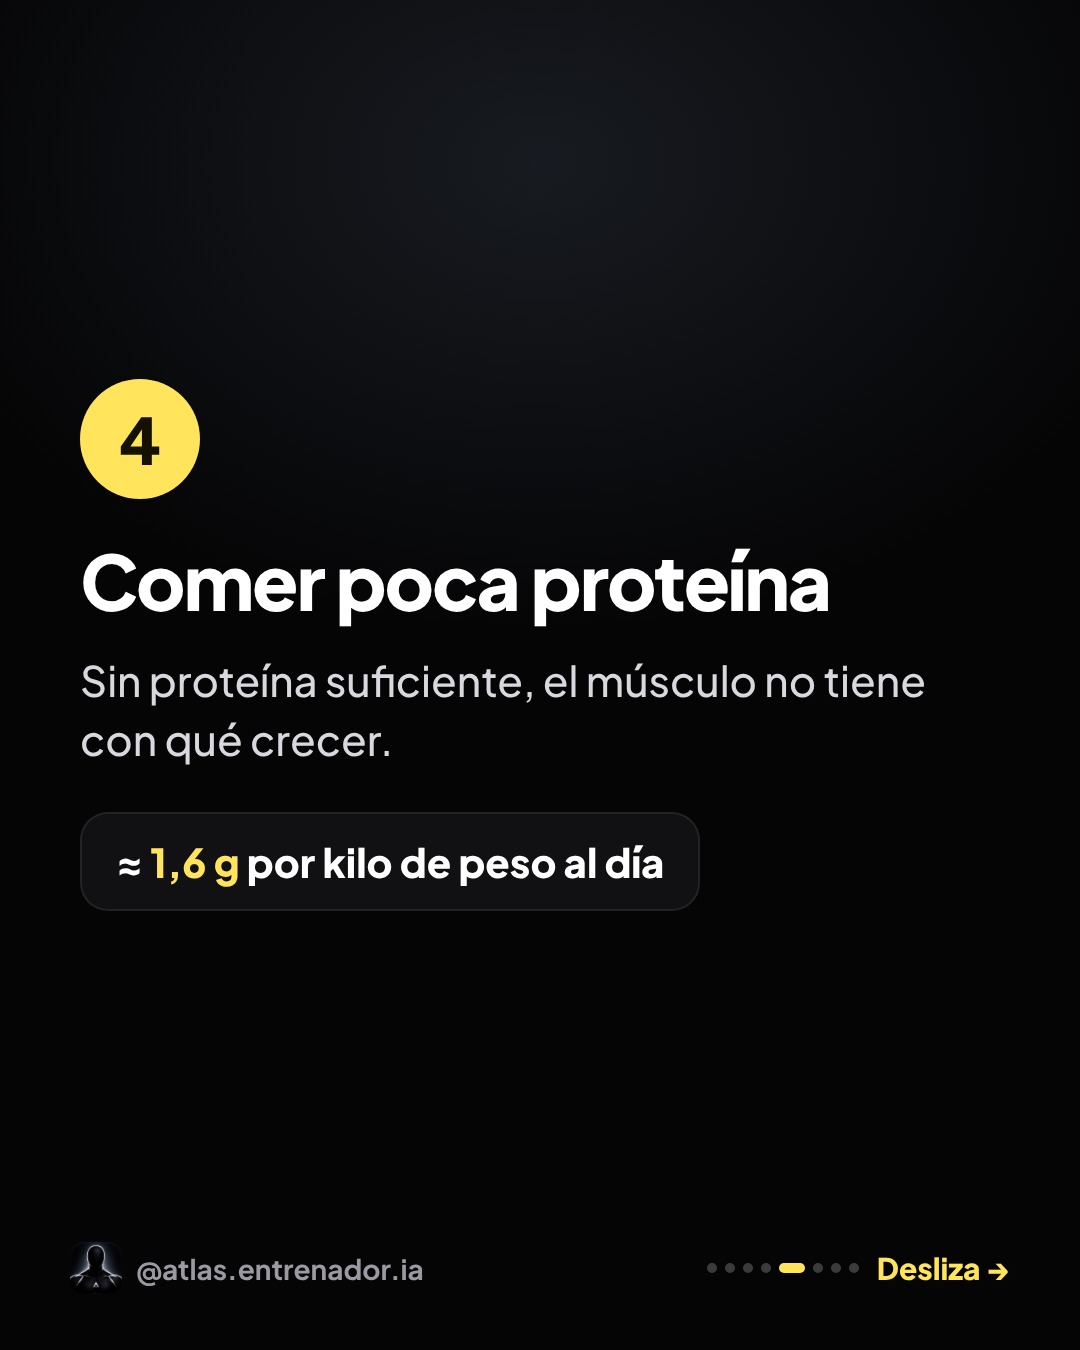 4
Comer poca proteína
Sin proteína suficiente, el músculo no tiene
con qué crecer.
≈ 1,6 g por kilo de peso al día
@atlas.entrenador.ia
Desliza →